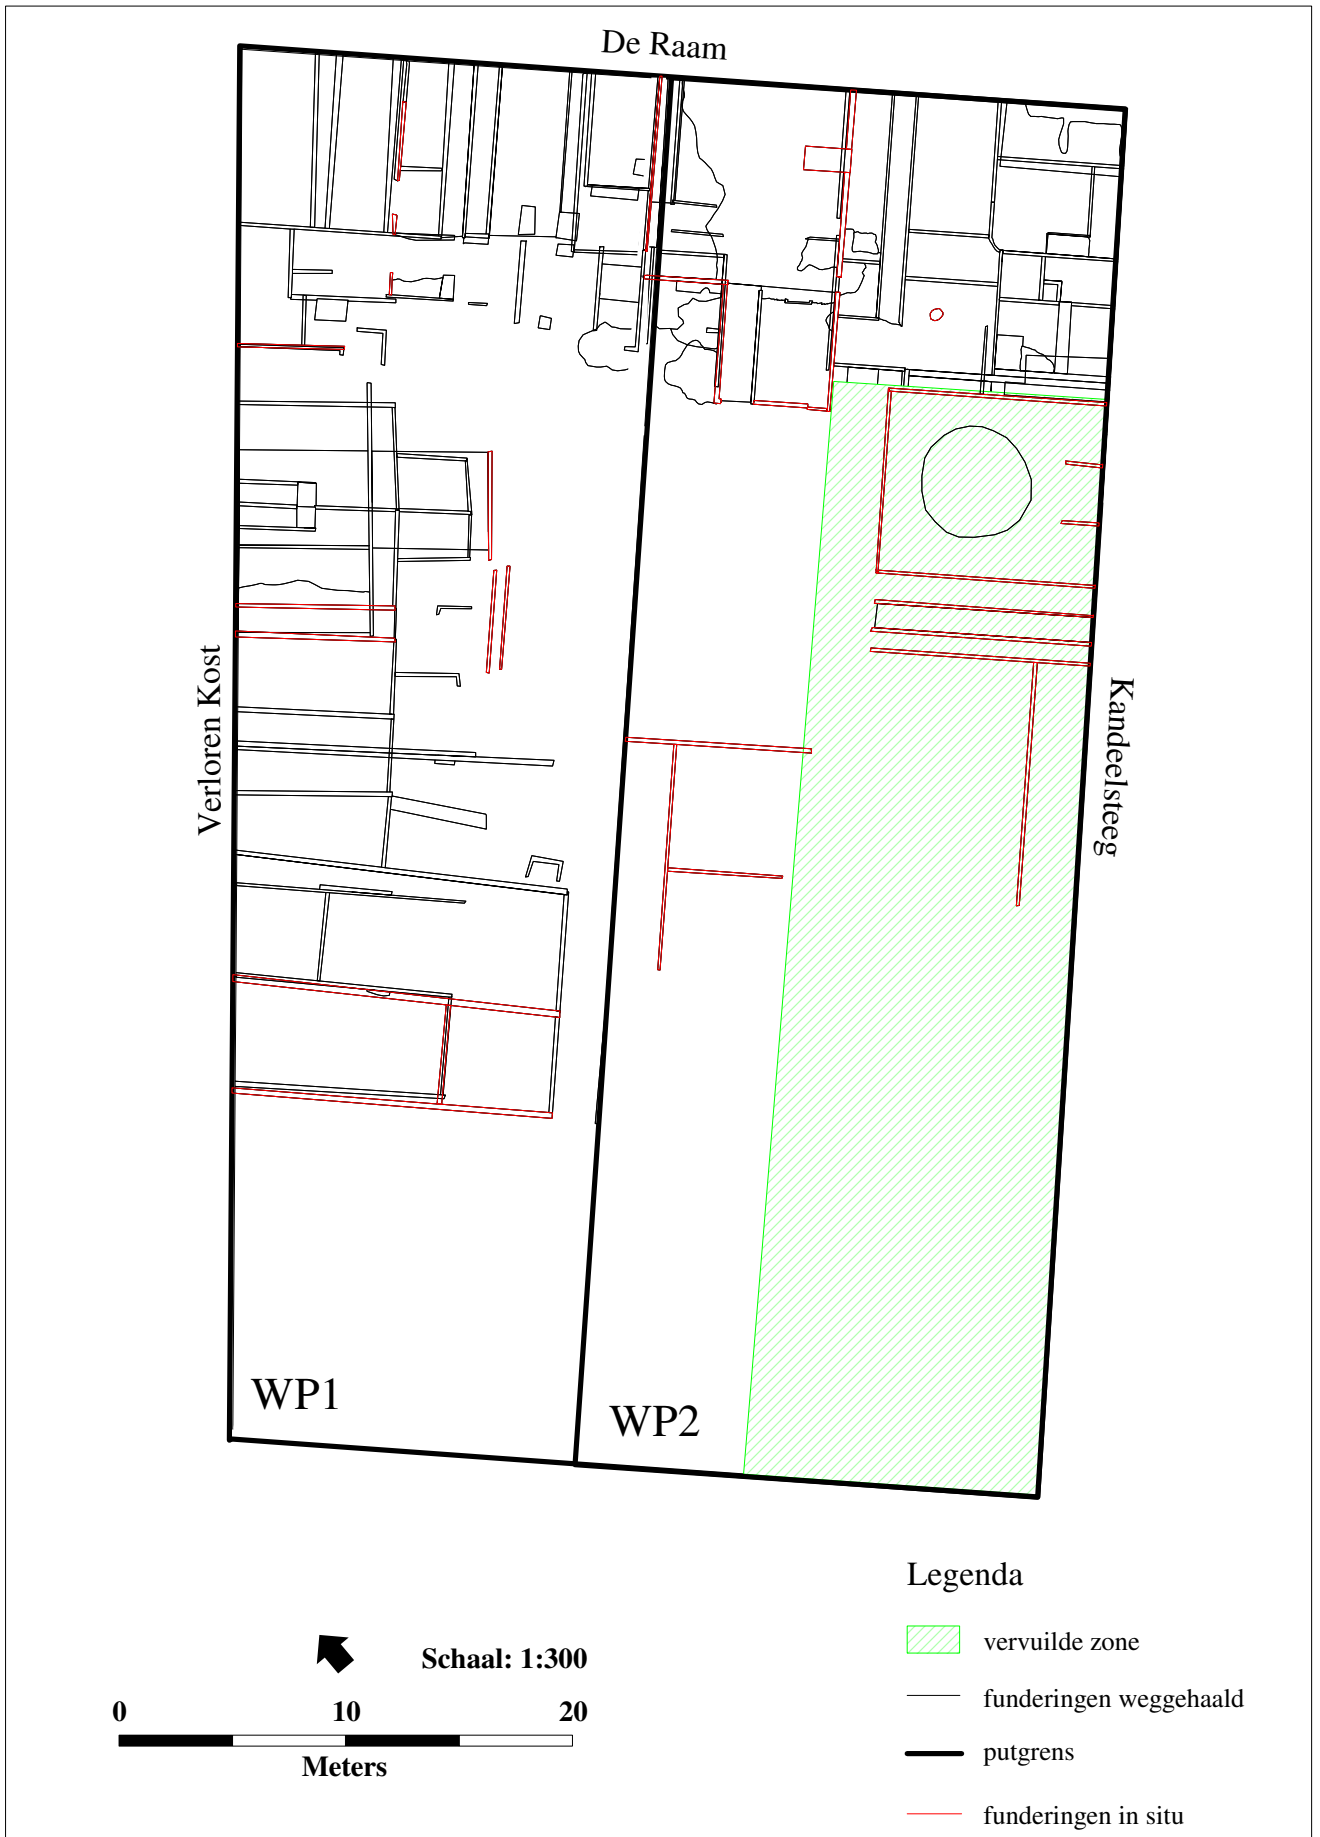 De Raam
Verloren Kost
Kandeelsteeg
WP1
WP2
Legenda
vervuilde zone
funderingen weggehaald
putgrens
funderingen in situ
Schaal: 1:300
0 10 20
Meters